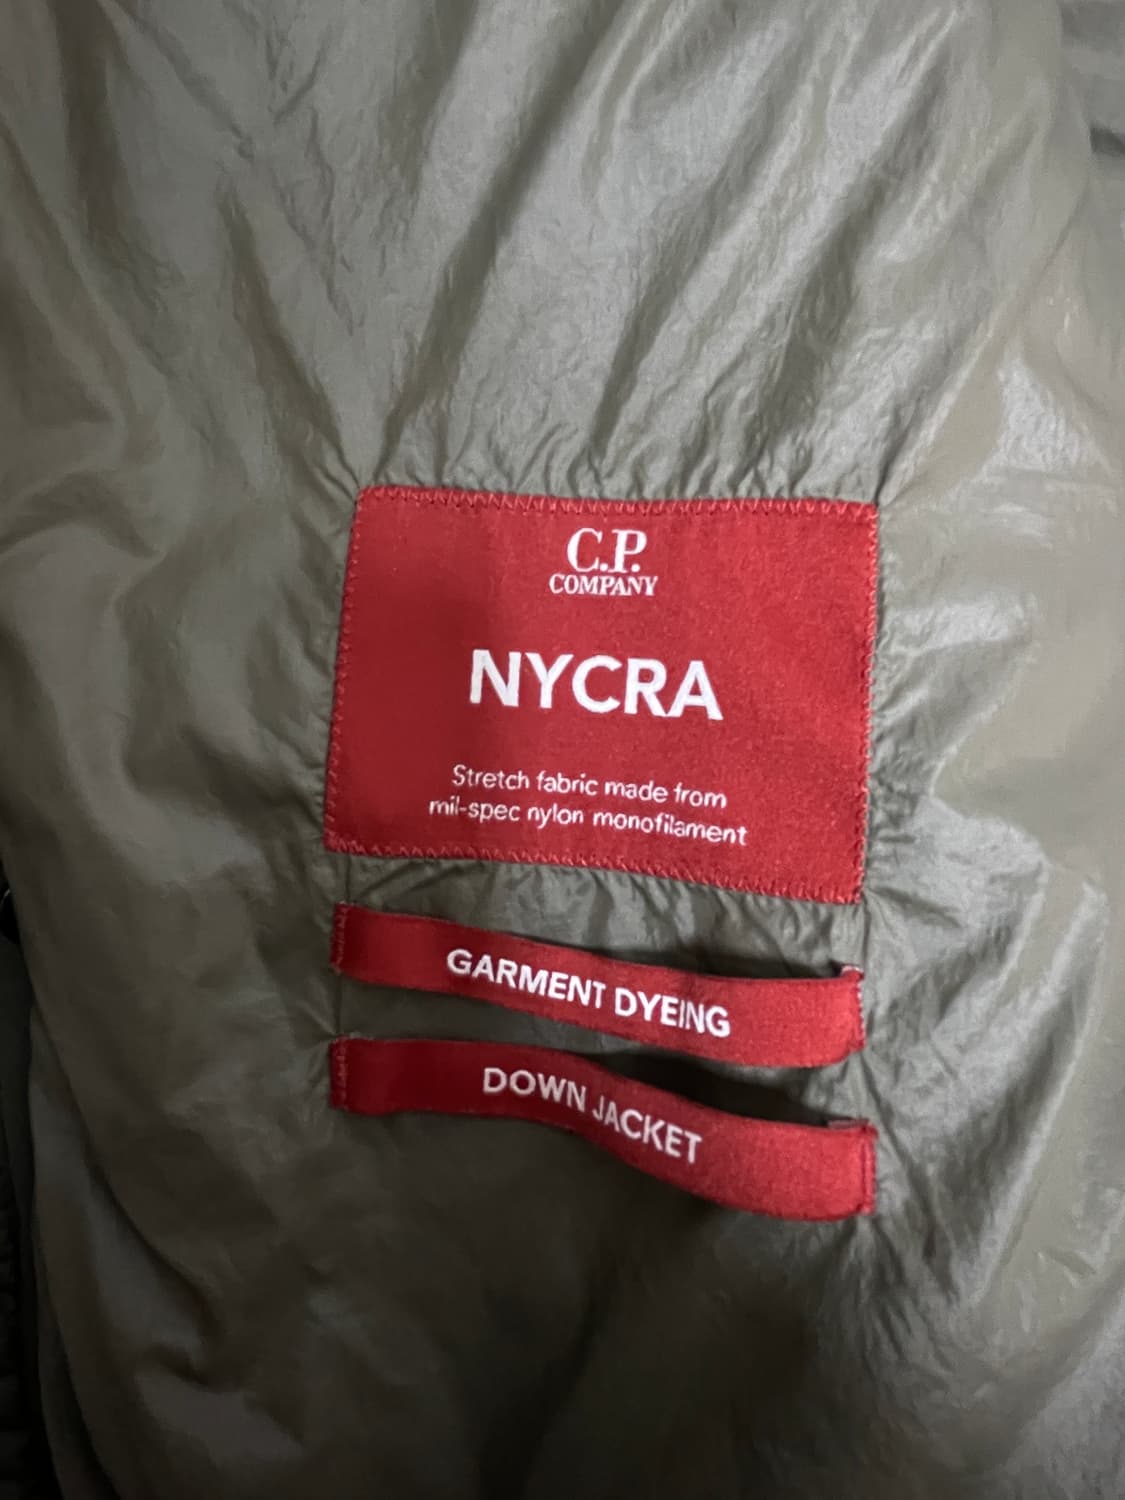 C.P.
COMPANY
NYCRA
Stretch fabric made from
mil-spec nylon monofilament
GARMENT DYEING
DOWN JACKET